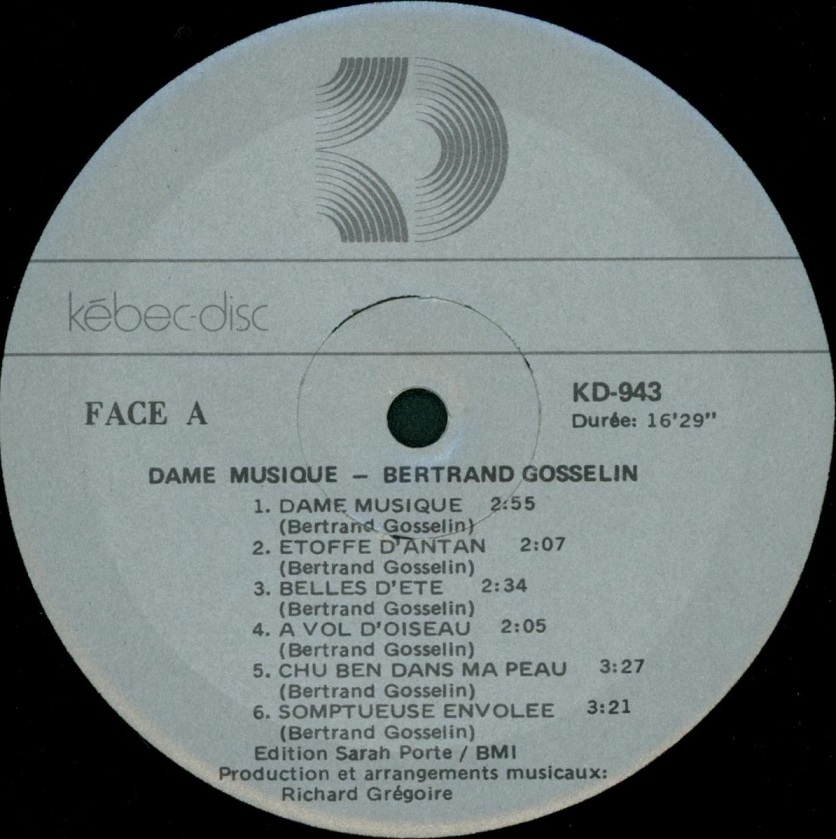 kébec-disc
FACE A
KD-943
Durée: 16'29"
DAME MUSIQUE — BERTRAND GOSSELIN
1. DAME MUSIQUE 2:55
(Bertrand Gosselin)
2. ETOFFE D'ANTAN 2:07
(Bertrand Gosselin)
3. BELLES D'ETE 2:34
(Bertrand Gosselin)
4. A VOL D'OISEAU 2:05
(Bertrand Gosselin)
5. CHU BEN DANS MA PEAU 3:27
(Bertrand Gosselin)
6. SOMPTUEUSE ENVOLEE 3:21
(Bertrand Gosselin)
Edition Sarah Porte / BMI
Production et arrangements musicaux:
Richard Grégoire